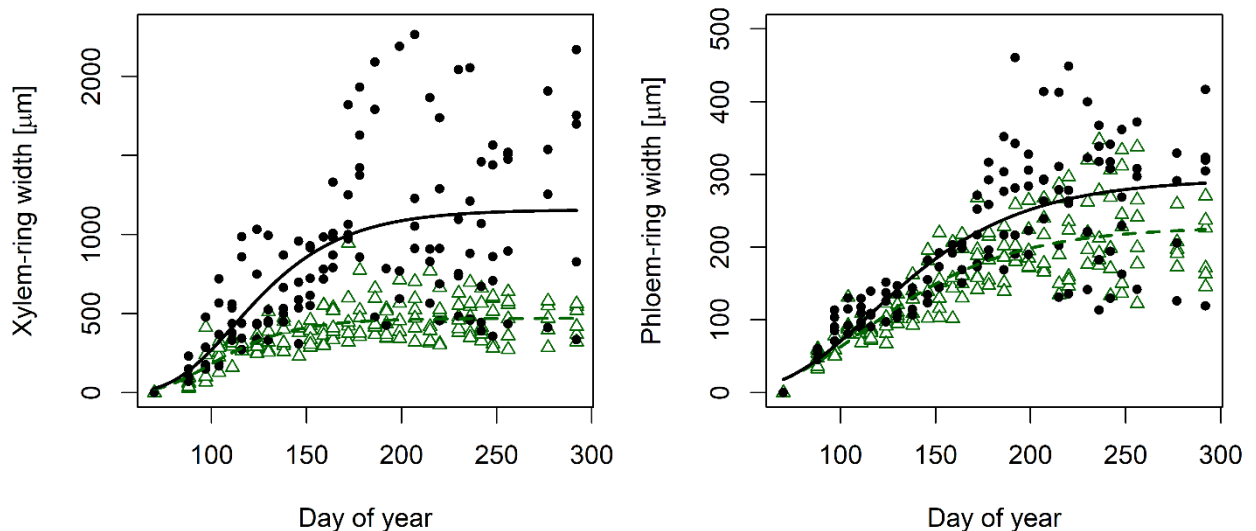 Xylem-ring width [µm]
2000
1000
500
0
100 150 200 250 300
Day of year
Phloem-ring width [µm]
500
400
300
200
100
0
100 150 200 250 300
Day of year